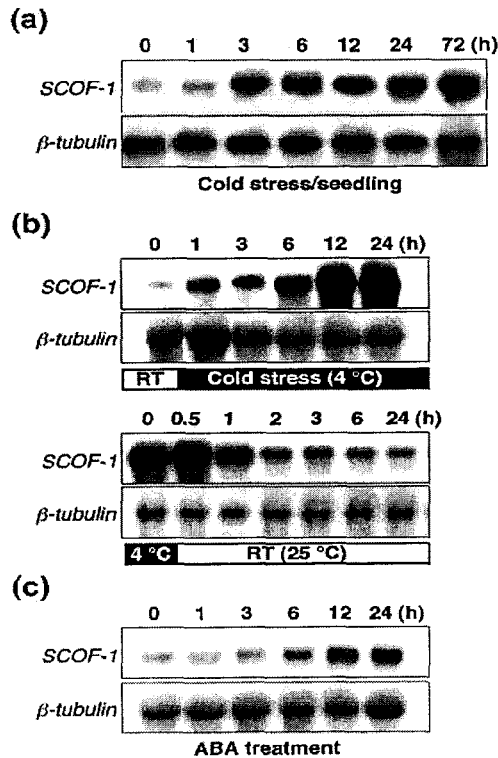 (a)
0 1 3 6 12 24 72 (h)
SCOF-1
β-tubulin
Cold stress/seedling
(b)
0 1 3 6 12 24 (h)
SCOF-1
β-tubulin
RT Cold stress (4 °C)
0 0.5 1 2 3 6 24 (h)
SCOF-1
β-tubulin
4 °C RT (25 °C)
(c)
0 1 3 6 12 24 (h)
SCOF-1
β-tubulin
ABA treatment